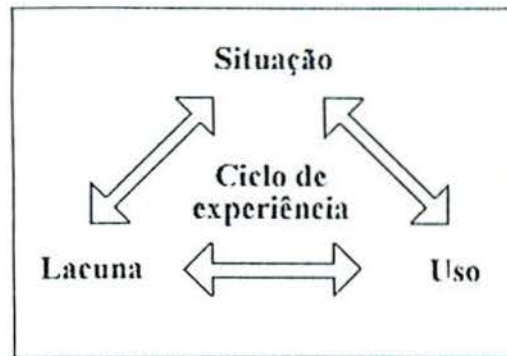 Situação
Ciclo de
experiência
Lacuna
Uso